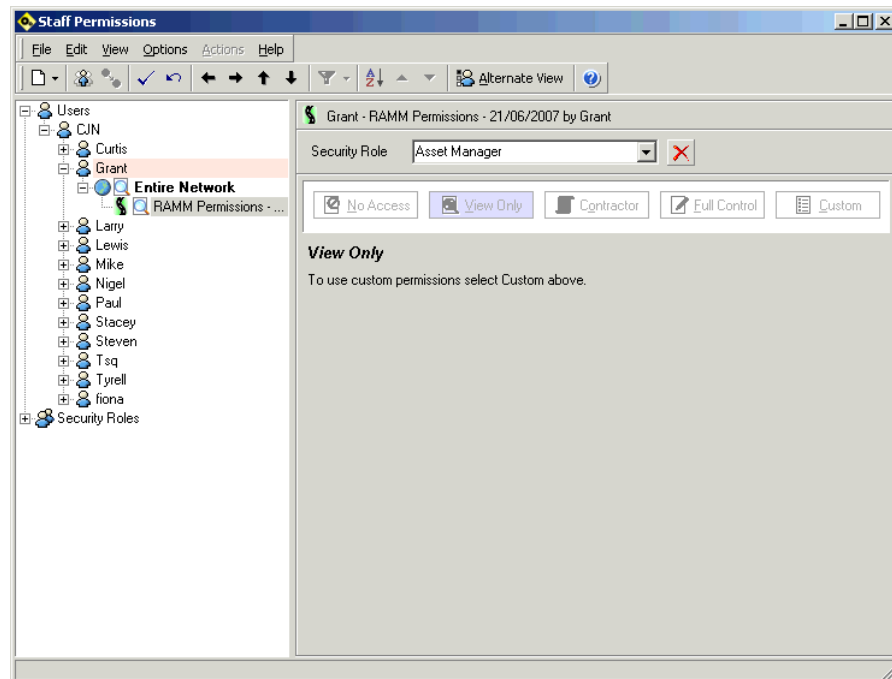 Staff Permissions
File Edit View Options Actions Help
Alternate View
Users
CJN
Curtis
Grant
Entire Network
RAMM Permissions - ...
Larry
Lewis
Mike
Nigel
Paul
Stacey
Steven
Tsq
Tyrell
fiona
Security Roles
Grant - RAMM Permissions - 21/06/2007 by Grant
Security Role Asset Manager
No Access View Only Contractor Full Control Custom
View Only
To use custom permissions select Custom above.